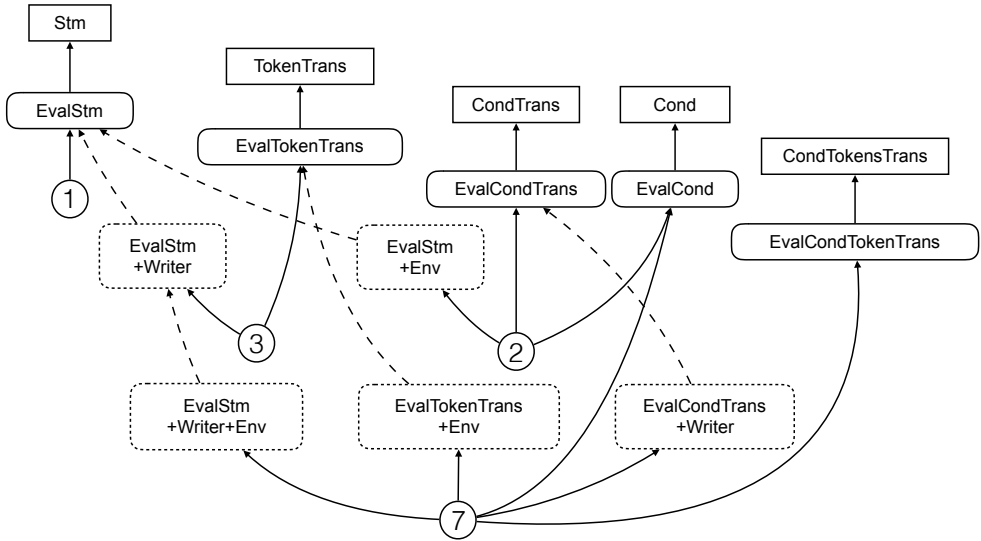 Stm
TokenTrans
CondTrans
Cond
EvalStm
EvalTokenTrans
CondTokensTrans
EvalCondTrans
EvalCond
1
EvalStm
+Writer
EvalStm
+Env
EvalCondTokenTrans
3
2
EvalStm
+Writer+Env
EvalTokenTrans
+Env
EvalCondTrans
+Writer
7